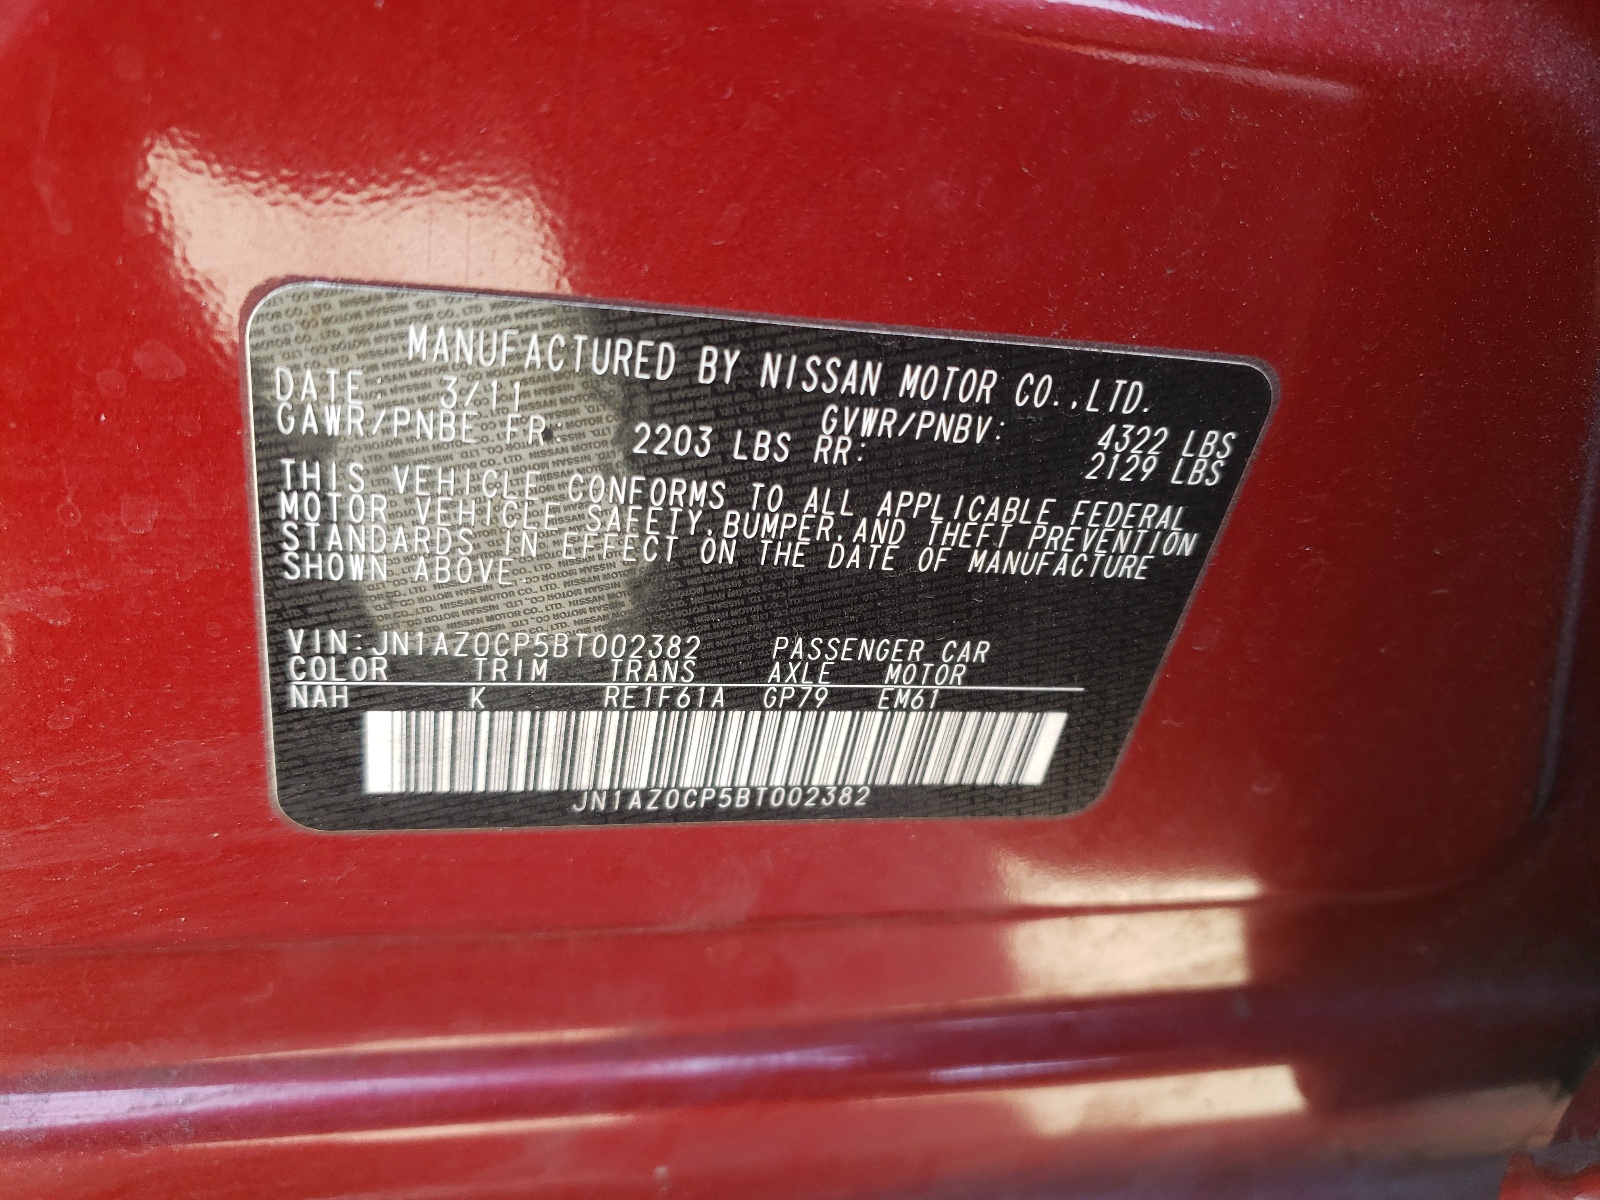 MANUFACTURED BY NISSAN MOTOR CO.,LTD.
DATE: 3/11 GVWR/PNBV: 4322 LBS
GAWR/PNBE FR: 2203 LBS RR: 2129 LBS
THIS VEHICLE CONFORMS TO ALL APPLICABLE FEDERAL
MOTOR VEHICLE SAFETY,BUMPER,AND THEFT PREVENTION
STANDARDS IN EFFECT ON THE DATE OF MANUFACTURE
SHOWN ABOVE.
VIN:JN1AZ0CP5BT002382 PASSENGER CAR
COLOR TRIM TRANS AXLE MOTOR
NAH K RE1F61A GP79 EM61
JN1AZ0CP5BT002382